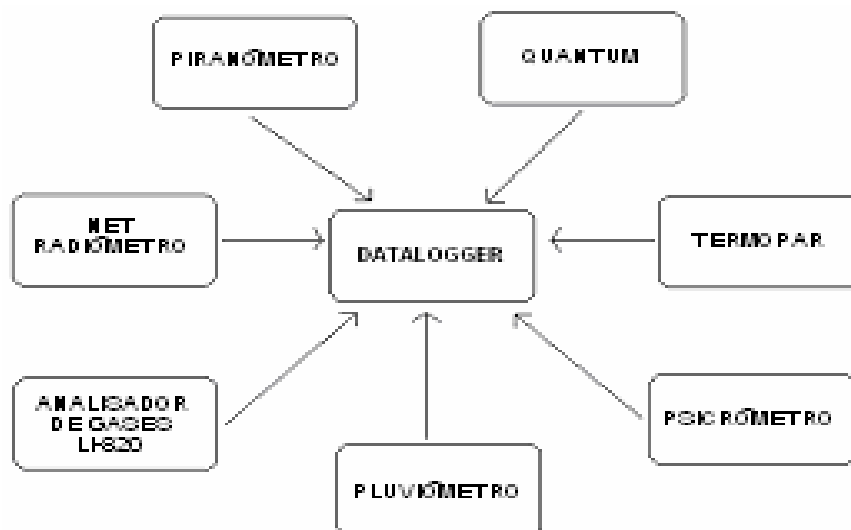 PIRANÔMETRO
QUANTUM
NET
RADIÔMETRO
DATALOGGER
TERMOPAR
ANALISADOR
DE GASES
LI-820
PLUVIÔMETRO
PSICRÔMETRO